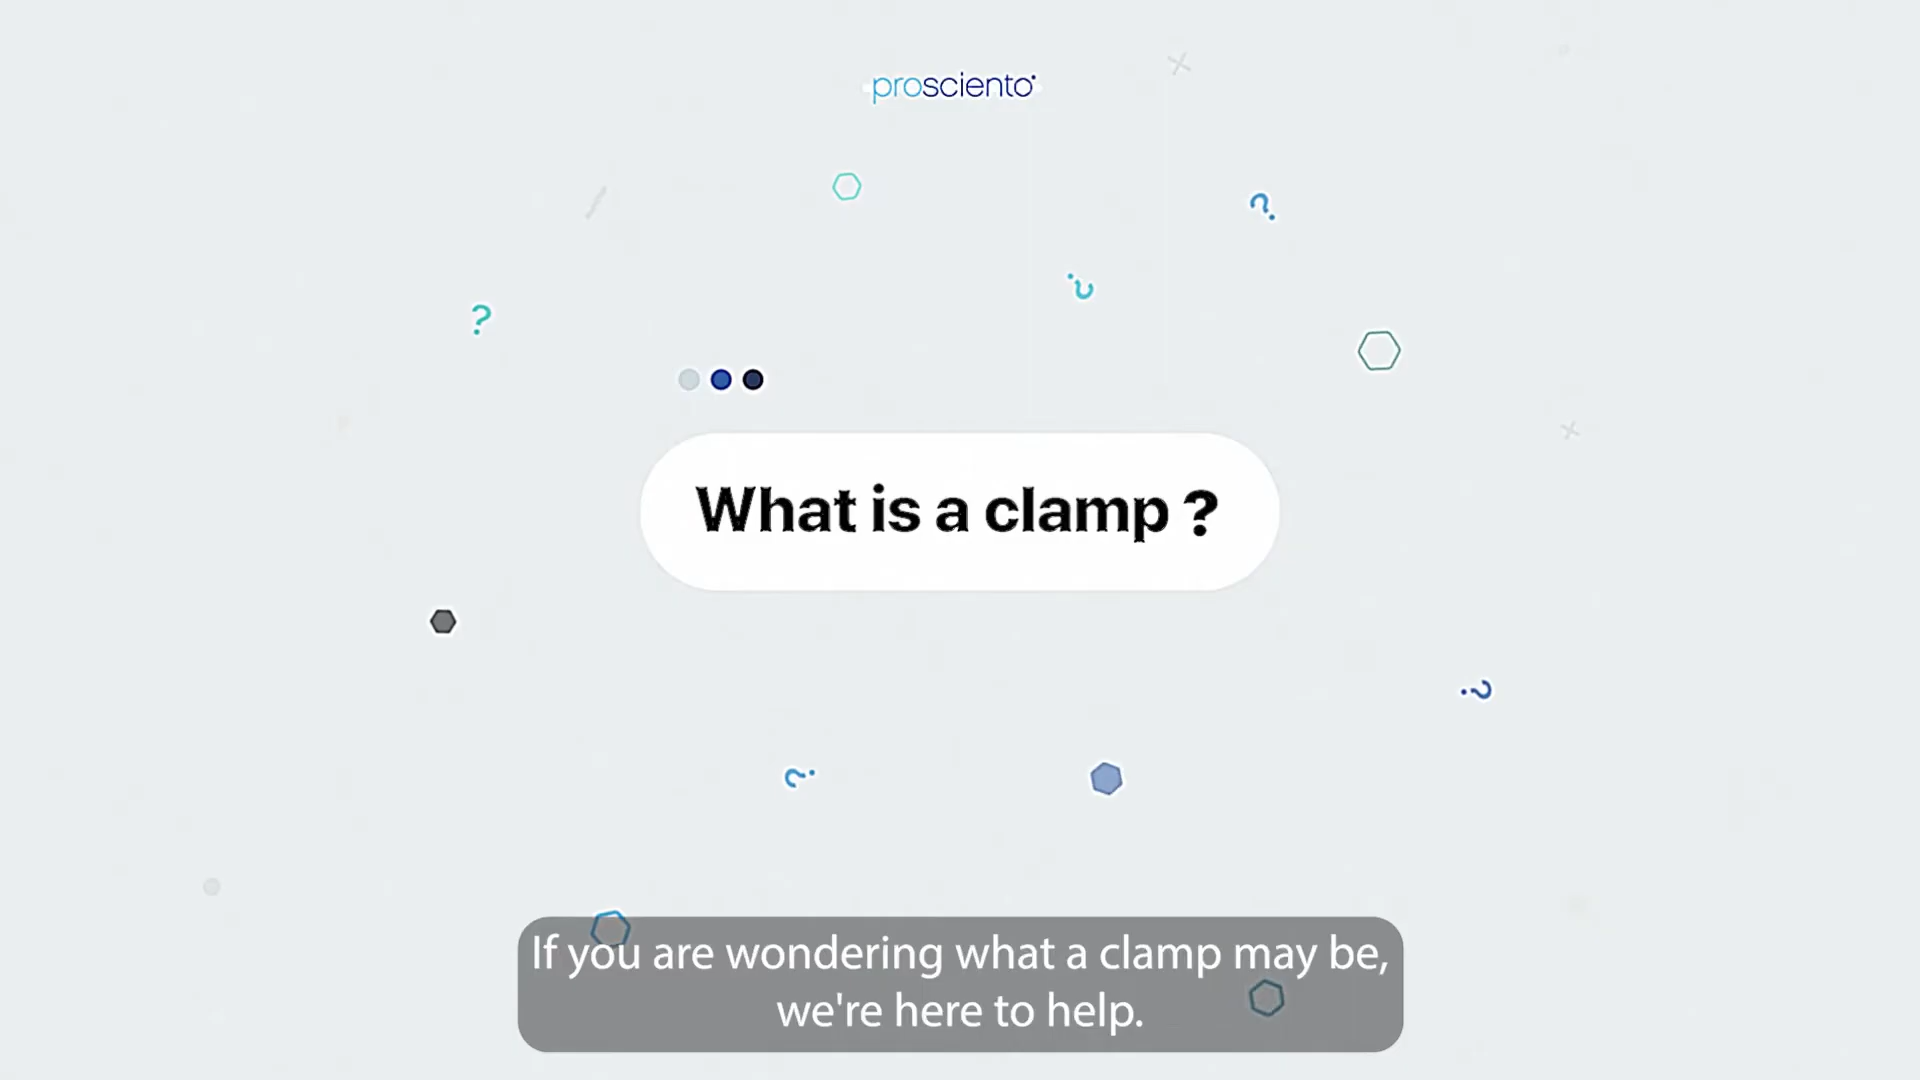 prosciento
?
?
?
What is a clamp ?
?
?
If you are wondering what a clamp may be,
we're here to help.